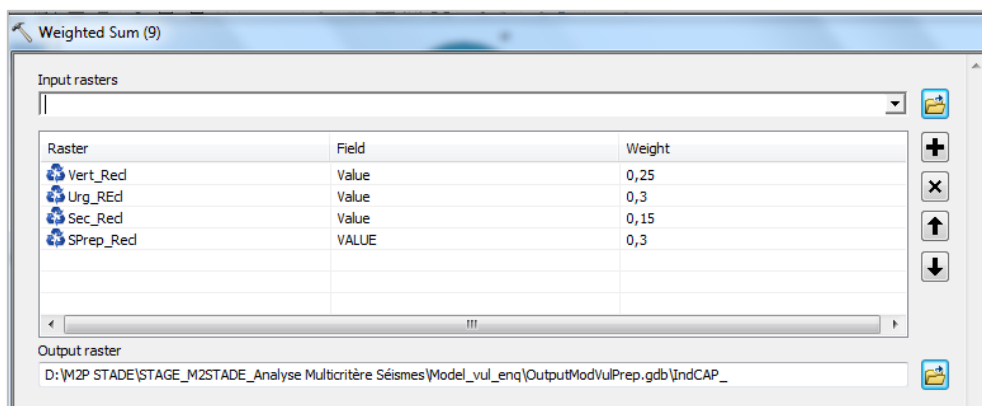 Weighted Sum (9)
Input rasters
Raster Field Weight
Vert_Recl Value 0,25
Urg_REcl Value 0,3
Sec_Recl Value 0,15
SPrep_Recl VALUE 0,3
Output raster
D:\M2P STADE\STAGE_M2STADE_Analyse Multicritère Séismes\Model_vul_enq\OutputModVulPrep.gdb\IndCAP_